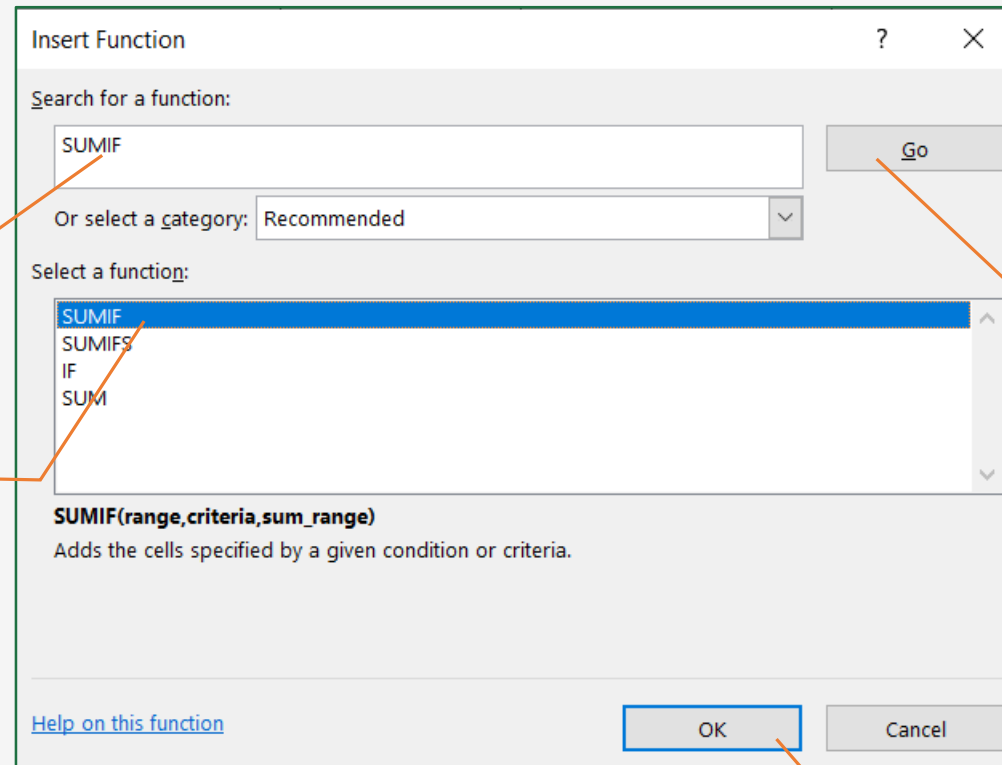 Insert Function ?
Search for a function:
SUMIF
Go
Or select a category: Recommended
Select a function:
SUMIF
SUMIFS
IF
SUM
SUMIF(range,criteria,sum_range)
Adds the cells specified by a given condition or criteria.
Help on this function
OK
Cancel